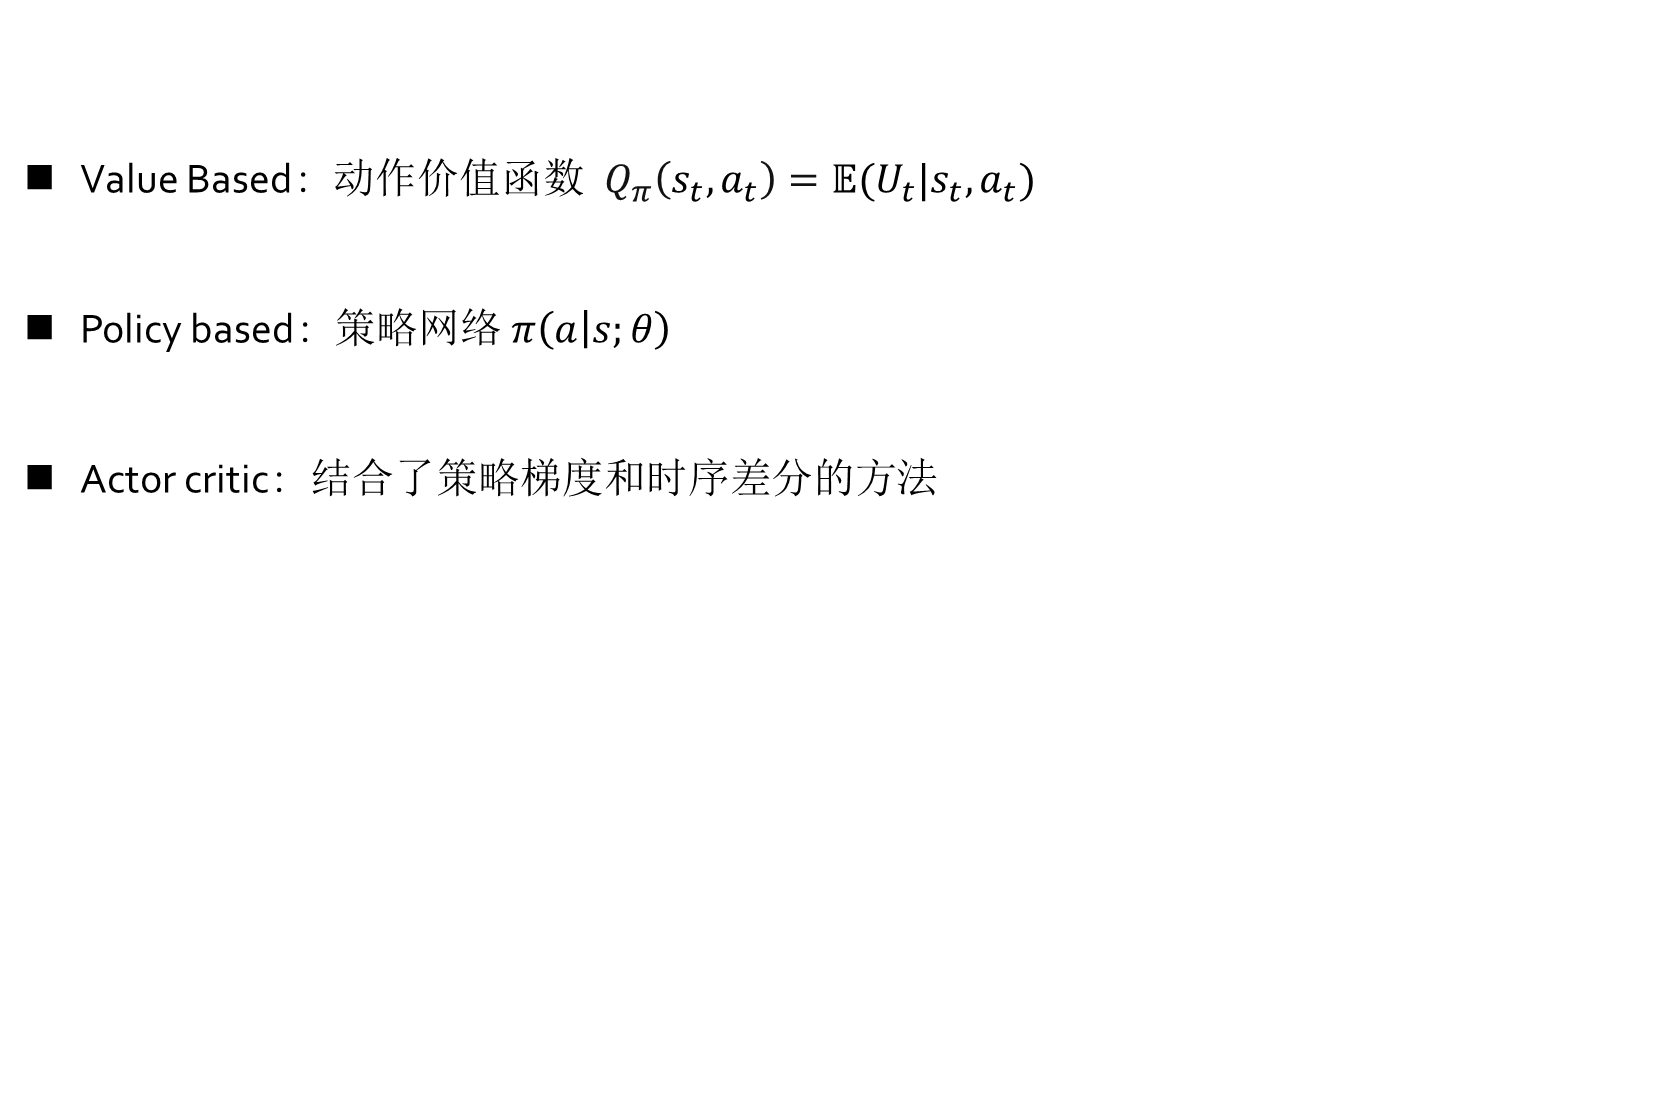 ■ Value Based：动作价值函数 𝑄𝜋(𝑠𝑡, 𝑎𝑡) = 𝔼(𝑈𝑡|𝑠𝑡, 𝑎𝑡)
■ Policy based：策略网络 𝜋(𝑎|𝑠; 𝜃)
■ Actor critic：结合了策略梯度和时序差分的方法